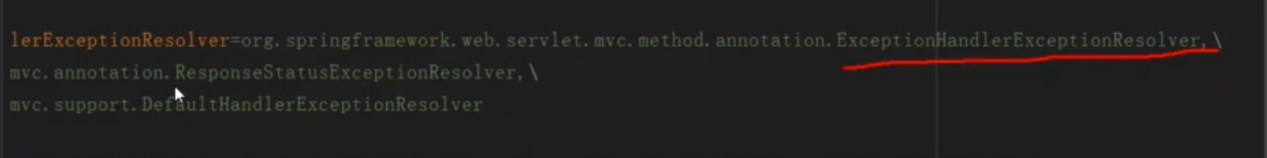 lerExceptionResolver=org.springframework.web.servlet.mvc.method.annotation.ExceptionHandlerExceptionResolver,\
mvc.annotation.ResponseStatusExceptionResolver,\
mvc.support.DefaultHandlerExceptionResolver